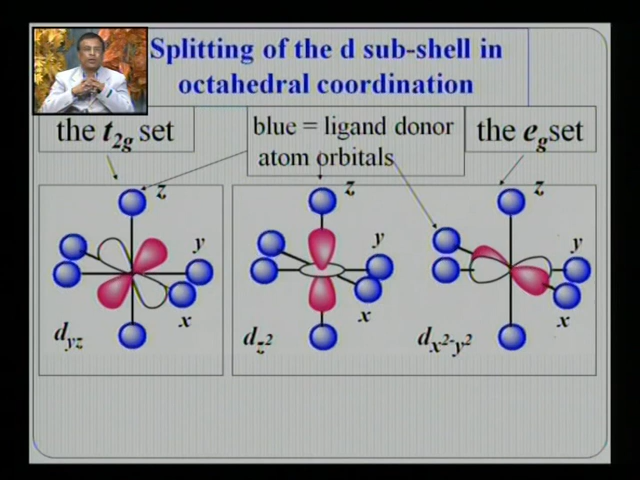 Splitting of the d sub-shell in
octahedral coordination
the t2g set
blue = ligand donor
atom orbitals
the eg set
z
y
x
dyz
z
y
x
dz2
z
y
x
dx2-y2